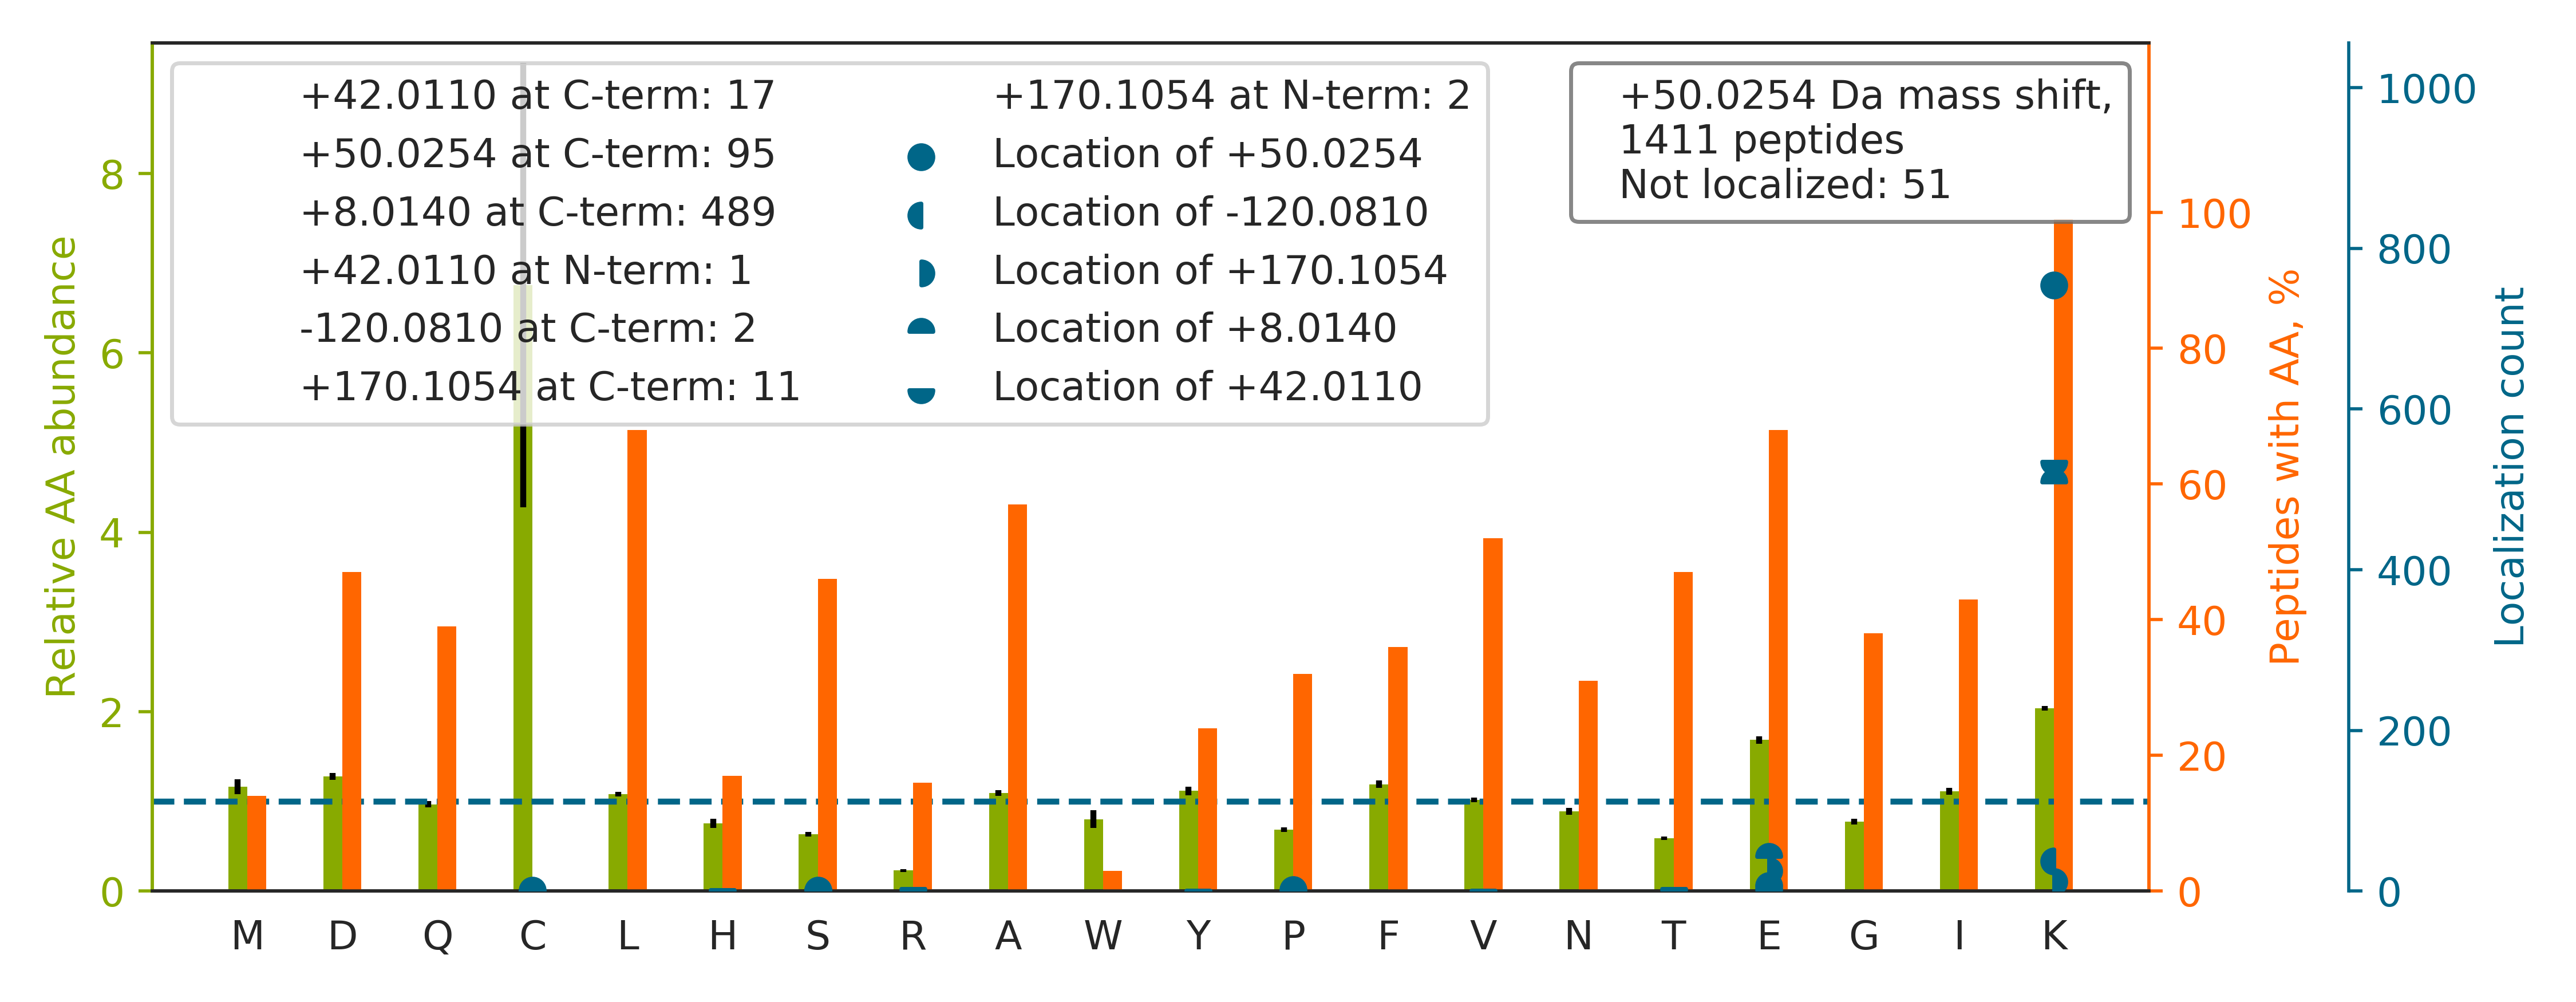 Relative AA abundance
8
6
4
2
0
+42.0110 at C-term: 17
+50.0254 at C-term: 95
+8.0140 at C-term: 489
+42.0110 at N-term: 1
-120.0810 at C-term: 2
+170.1054 at C-term: 11
+170.1054 at N-term: 2
Location of +50.0254
Location of -120.0810
Location of +170.1054
Location of +8.0140
Location of +42.0110
+50.0254 Da mass shift,
1411 peptides
Not localized: 51
100
80
60
40
20
0
Peptides with AA, %
1000
800
600
400
200
0
Localization count
M D Q C L H S R A W Y P F V N T E G I K